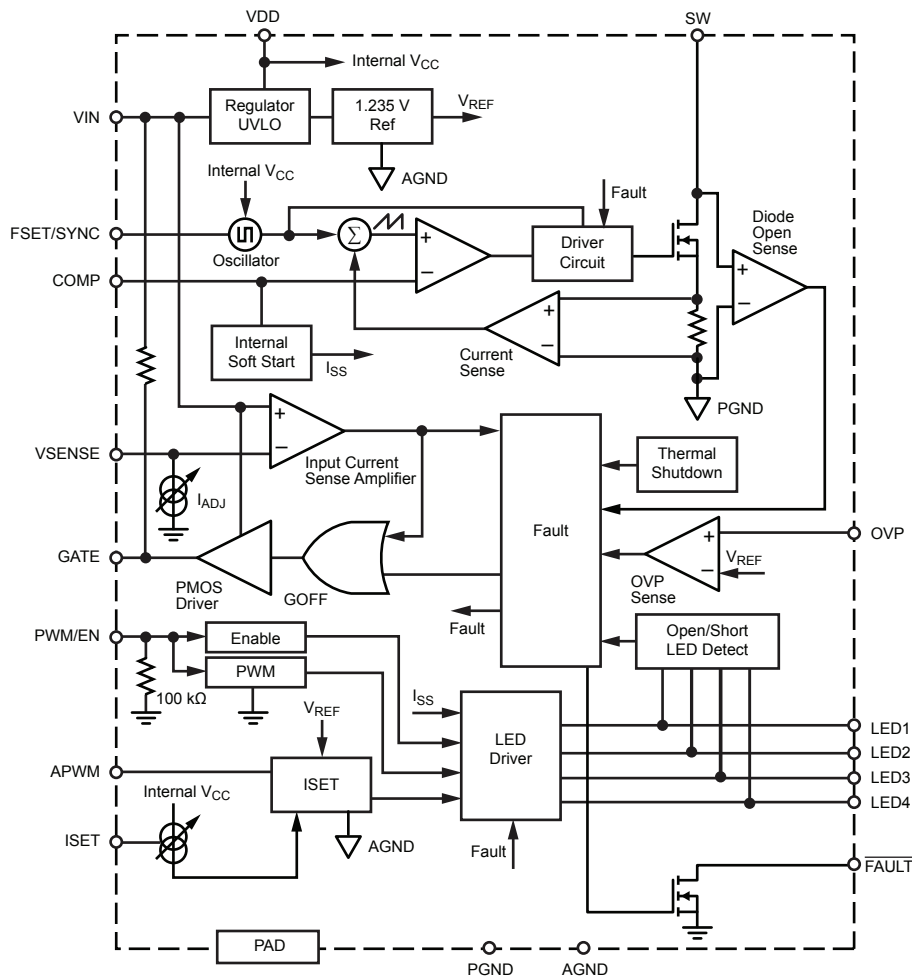 VDD
SW
Internal VCC
VIN
Regulator
UVLO
1.235 V
Ref
VREF
AGND
Internal VCC
Fault
FSET/SYNC
Oscillator
Σ
+
−
Driver
Circuit
Diode
Open
Sense
+
−
COMP
Internal
Soft Start
ISS
Current
Sense
+
−
PGND
VSENSE
IADJ
+
−
Input Current
Sense Amplifier
Fault
Thermal
Shutdown
GATE
PMOS
Driver
GOFF
Fault
+
−
VREF
OVP
Sense
OVP
PWM/EN
100 kΩ
Enable
PWM
Open/Short
LED Detect
VREF
ISS
LED
Driver
LED1
LED2
LED3
LED4
APWM
ISET
AGND
Internal VCC
ISET
Fault
FAULT
PAD
PGND
AGND